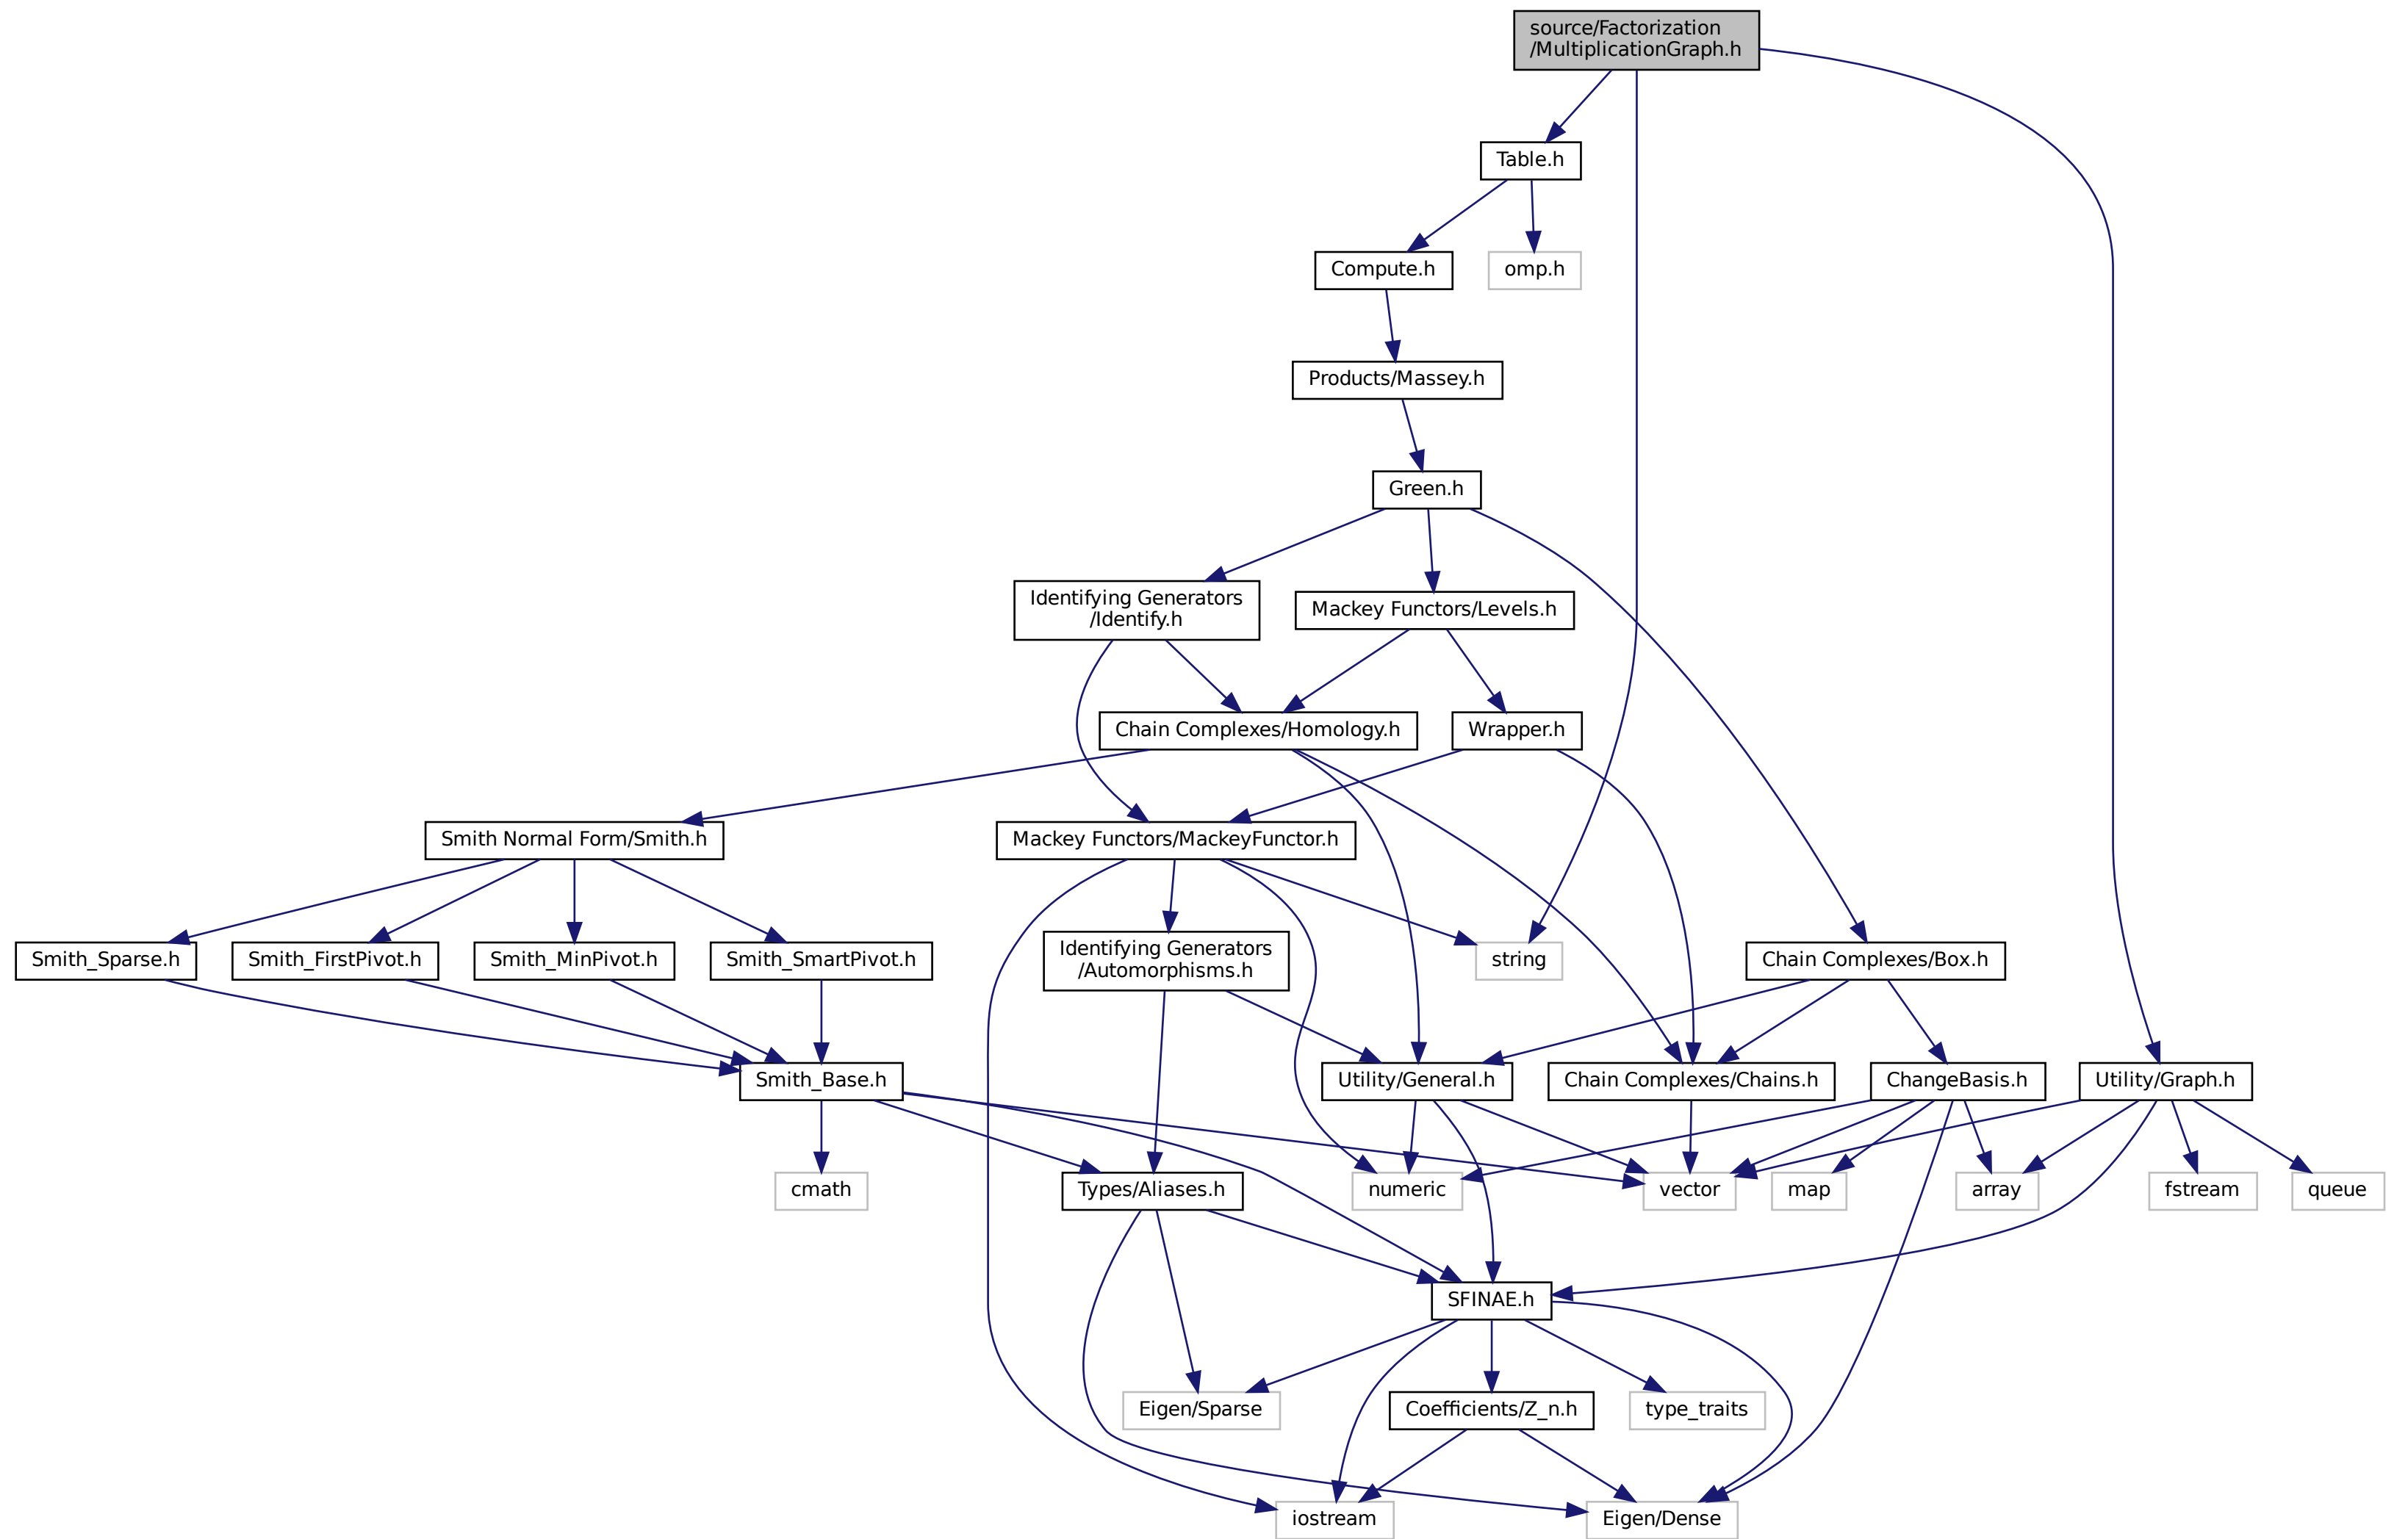 source/Factorization
/MultiplicationGraph.h
Table.h
Compute.h
omp.h
Products/Massey.h
Green.h
Identifying Generators
/Identify.h
Mackey Functors/Levels.h
Chain Complexes/Homology.h
Wrapper.h
Smith Normal Form/Smith.h
Mackey Functors/MackeyFunctor.h
Smith_Sparse.h
Smith_FirstPivot.h
Smith_MinPivot.h
Smith_SmartPivot.h
Identifying Generators
/Automorphisms.h
string
Chain Complexes/Box.h
Smith_Base.h
Utility/General.h
Chain Complexes/Chains.h
ChangeBasis.h
Utility/Graph.h
cmath
Types/Aliases.h
numeric
vector
map
array
fstream
queue
SFINAE.h
Eigen/Sparse
Coefficients/Z_n.h
type_traits
iostream
Eigen/Dense